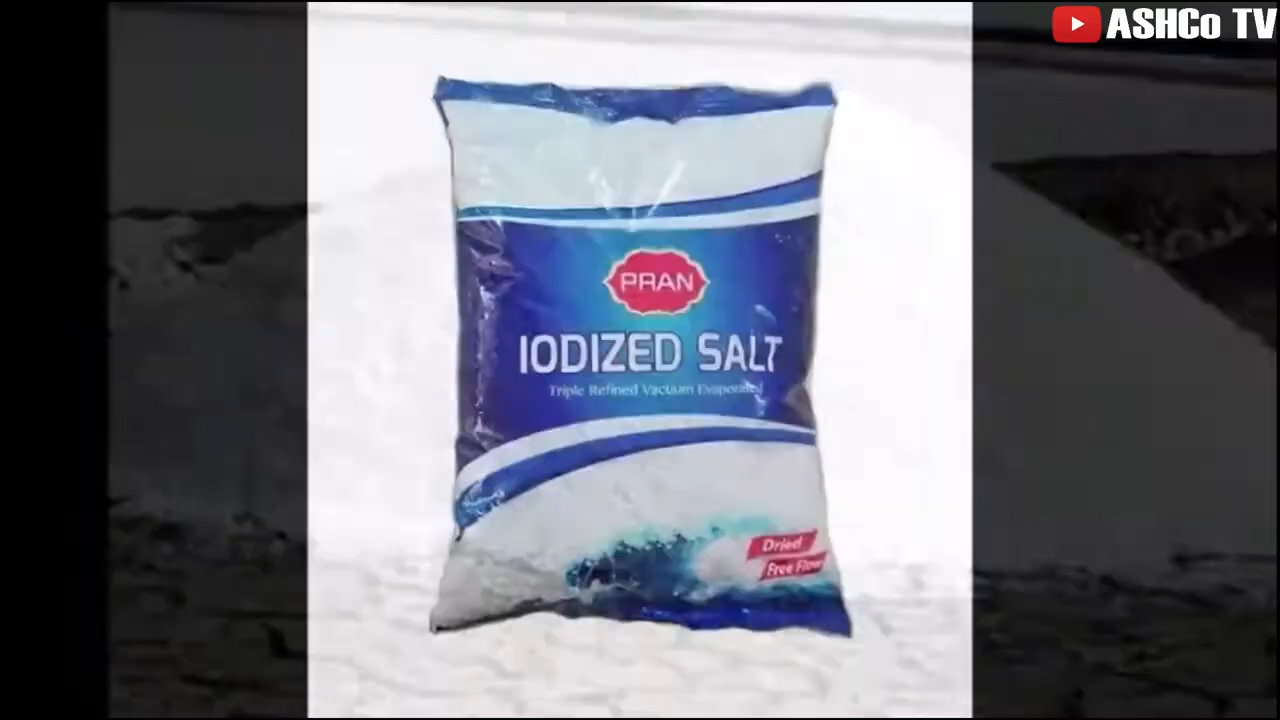 ASHCo TV
PRAN
IODIZED SALT
Triple Refined Vacuum Evaporated
Dried
Free Flow